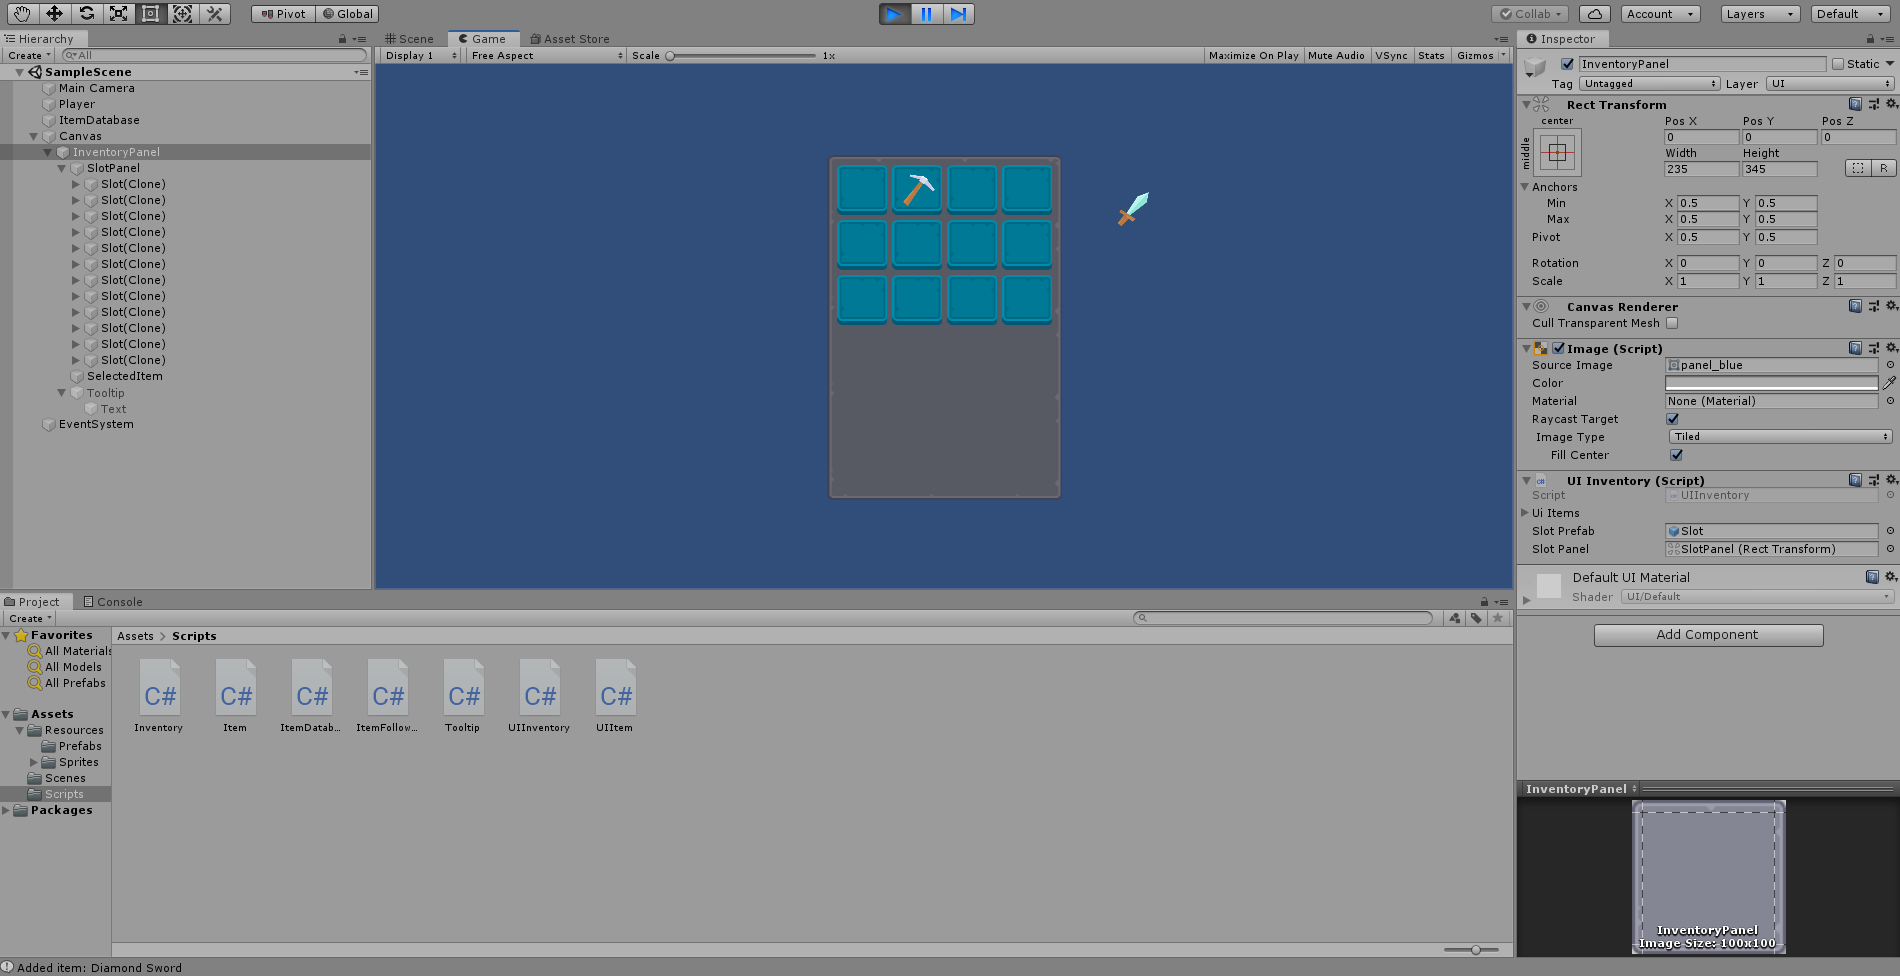 Pivot Global Collab Account Layers Default
Hierarchy
Create All
SampleScene
Main Camera
Player
ItemDatabase
Canvas
InventoryPanel
SlotPanel
Slot(Clone)
Slot(Clone)
Slot(Clone)
Slot(Clone)
Slot(Clone)
Slot(Clone)
Slot(Clone)
Slot(Clone)
Slot(Clone)
Slot(Clone)
Slot(Clone)
Slot(Clone)
SelectedItem
Tooltip
Text
EventSystem
Scene Game Asset Store
Display 1 Free Aspect Scale 1x Maximize On Play Mute Audio VSync Stats Gizmos
Inspector
InventoryPanel Static
Tag Untagged Layer UI
Rect Transform
center Pos X Pos Y Pos Z
middle 0 0 0
Width Height
235 345 R
Anchors
Min X 0.5 Y 0.5
Max X 0.5 Y 0.5
Pivot X 0.5 Y 0.5
Rotation X 0 Y 0 Z 0
Scale X 1 Y 1 Z 1
Canvas Renderer
Cull Transparent Mesh
Image (Script)
Source Image panel_blue
Color
Material None (Material)
Raycast Target
Image Type Tiled
Fill Center
UI Inventory (Script)
Script UIInventory
Ui Items
Slot Prefab Slot
Slot Panel SlotPanel (Rect Transform)
Default UI Material
Shader UI/Default
Add Component
InventoryPanel
InventoryPanel
Image Size: 100x100
Project Console
Create
Favorites
All Materials
All Models
All Prefabs
Assets
Resources
Prefabs
Sprites
Scenes
Scripts
Packages
Assets > Scripts
C# C# C# C# C# C# C#
Inventory Item ItemDatab... ItemFollow... Tooltip UIInventory UIItem
Added item: Diamond Sword